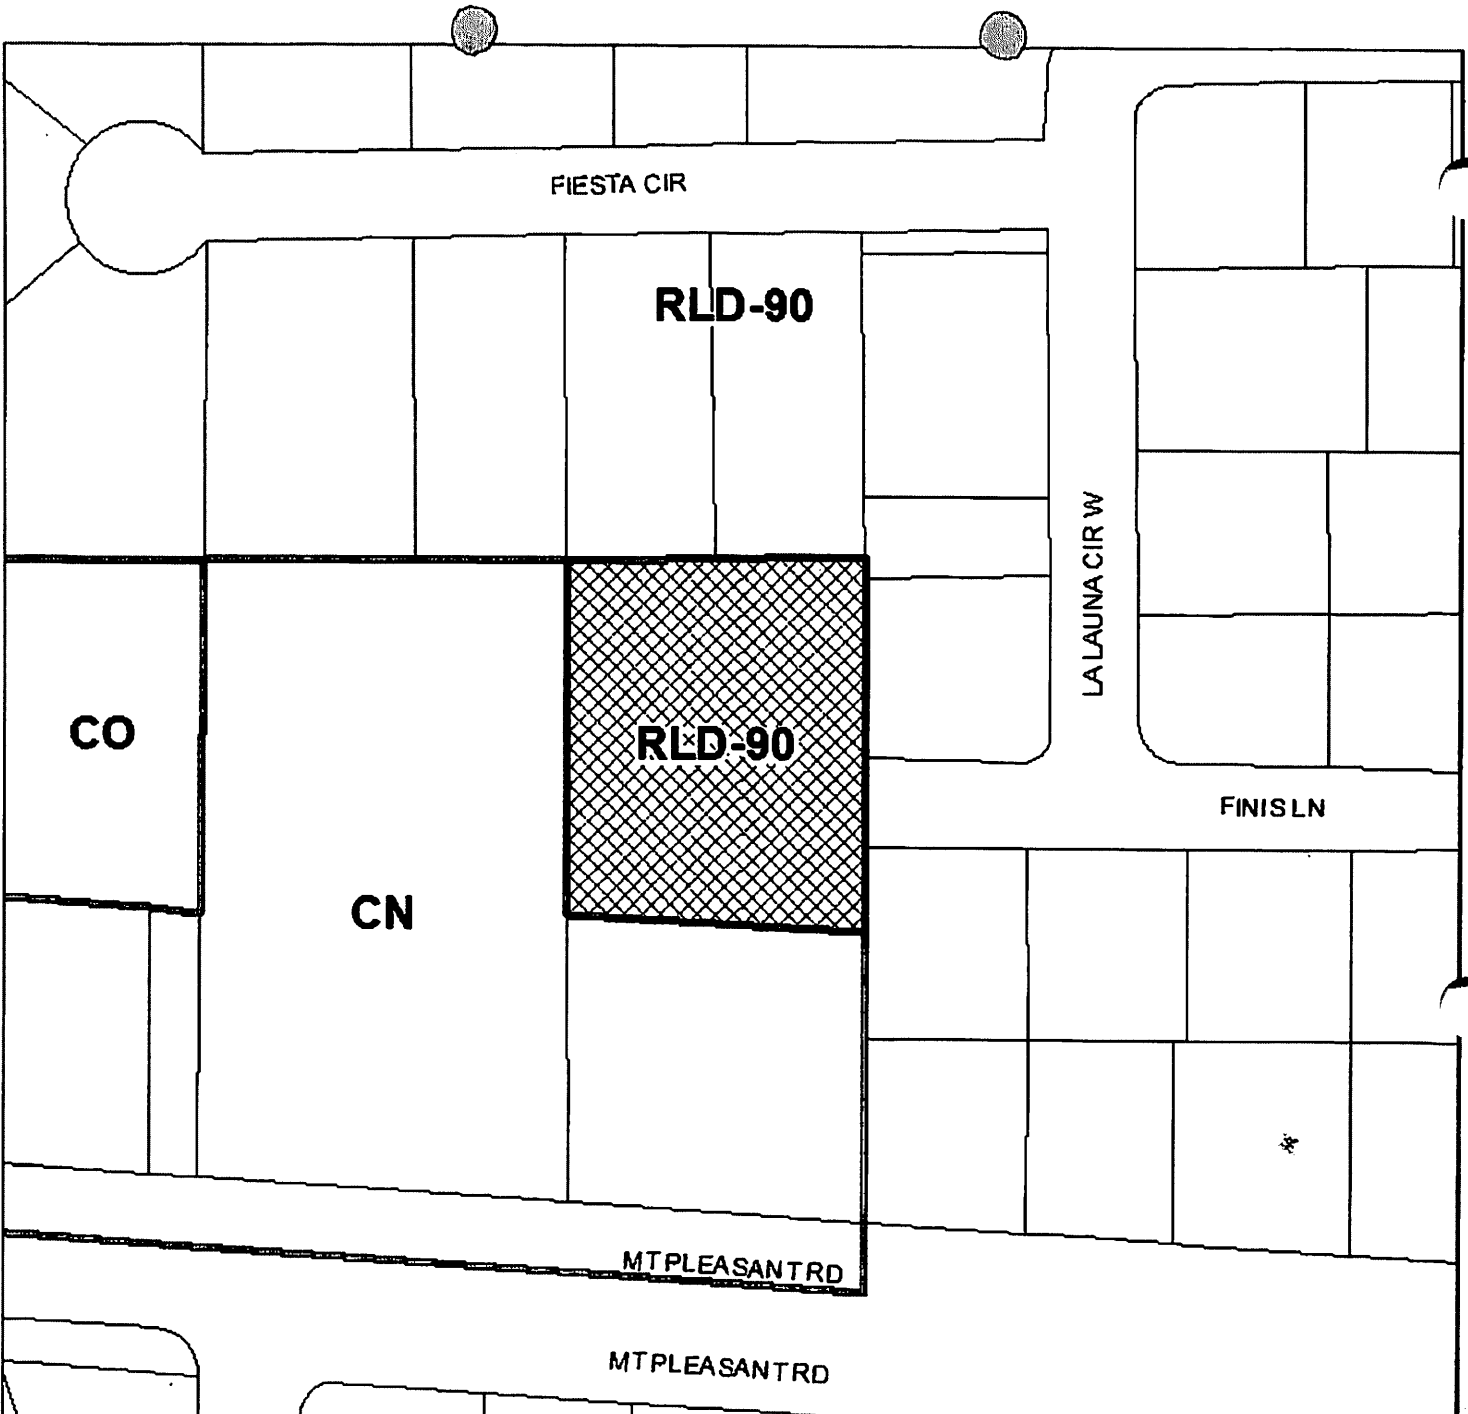 FIESTA CIR
RLD-90
LA LAUNA CIR W
CO
RLD-90
FINIS LN
CN
MT PLEASANT RD
MT PLEASANT RD